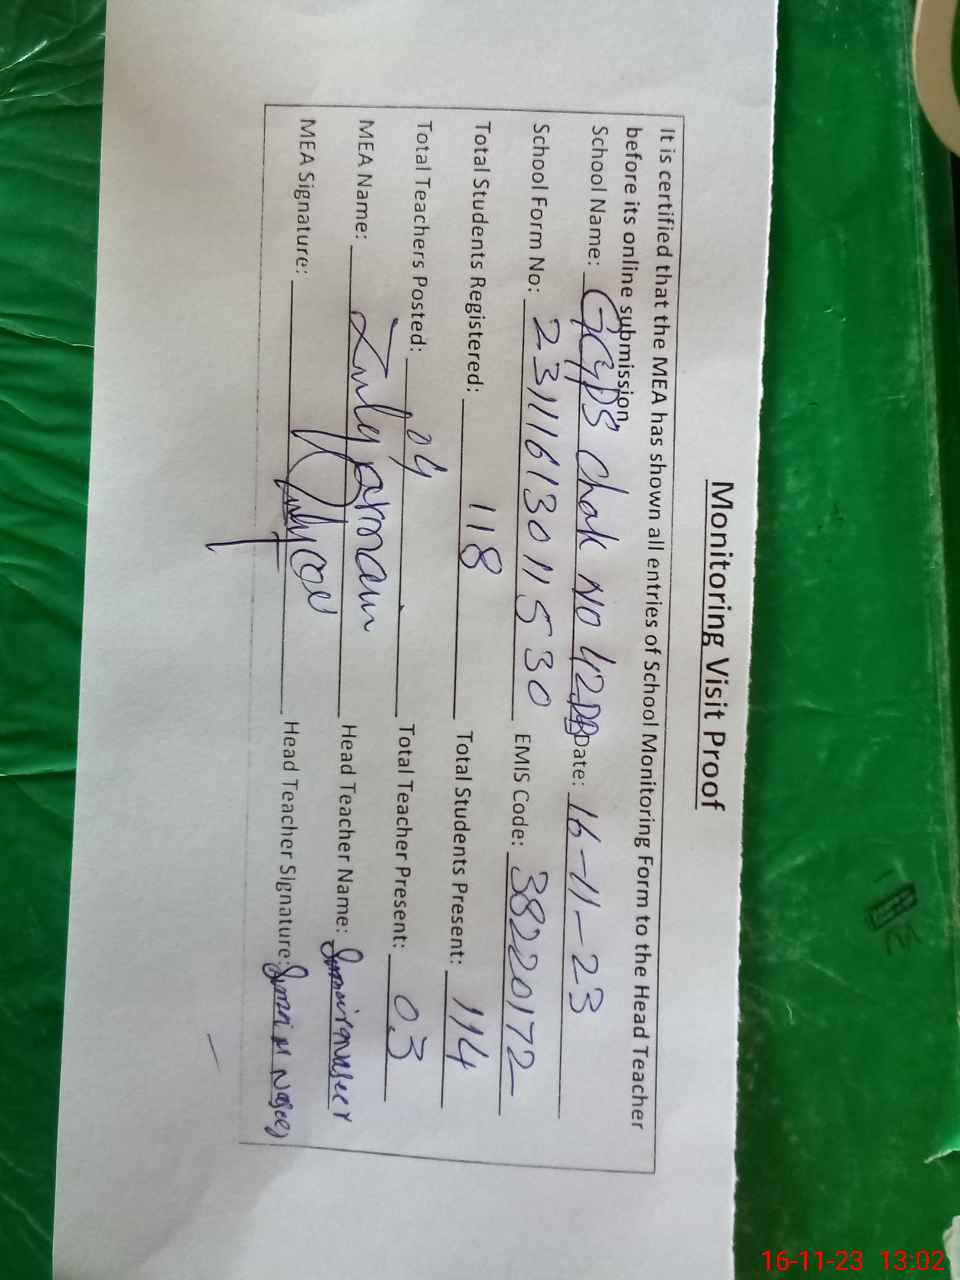 Monitoring Visit Proof
It is certified that the MEA has shown all entries of School Monitoring Form to the Head Teacher
before its online submission.
School Name: GGPS Chak No 42DB Date: 16-11-23
School Form No: 23111613011530 EMIS Code: 38220172
Total Students Registered: 118 Total Students Present: 114
Total Teachers Posted: 04 Total Teacher Present: 03
MEA Name: Head Teacher Name:
MEA Signature: Head Teacher Signature:
16-11-23 13:02